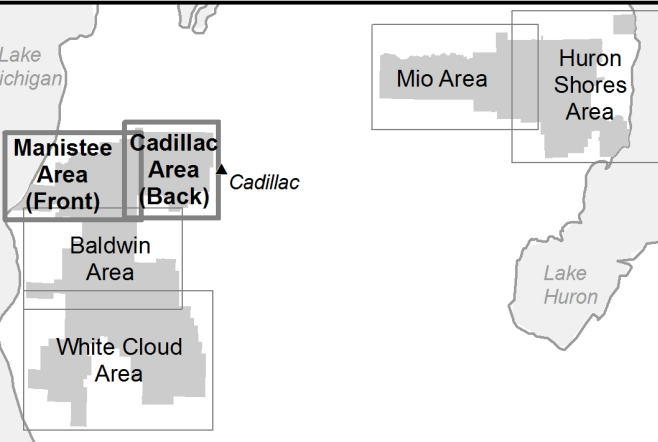 Lake
ichigan
Mio Area
Huron
Shores
Area
Manistee
Area
(Front)
Cadillac
Area
(Back)
Cadillac
Baldwin
Area
Lake
Huron
White Cloud
Area